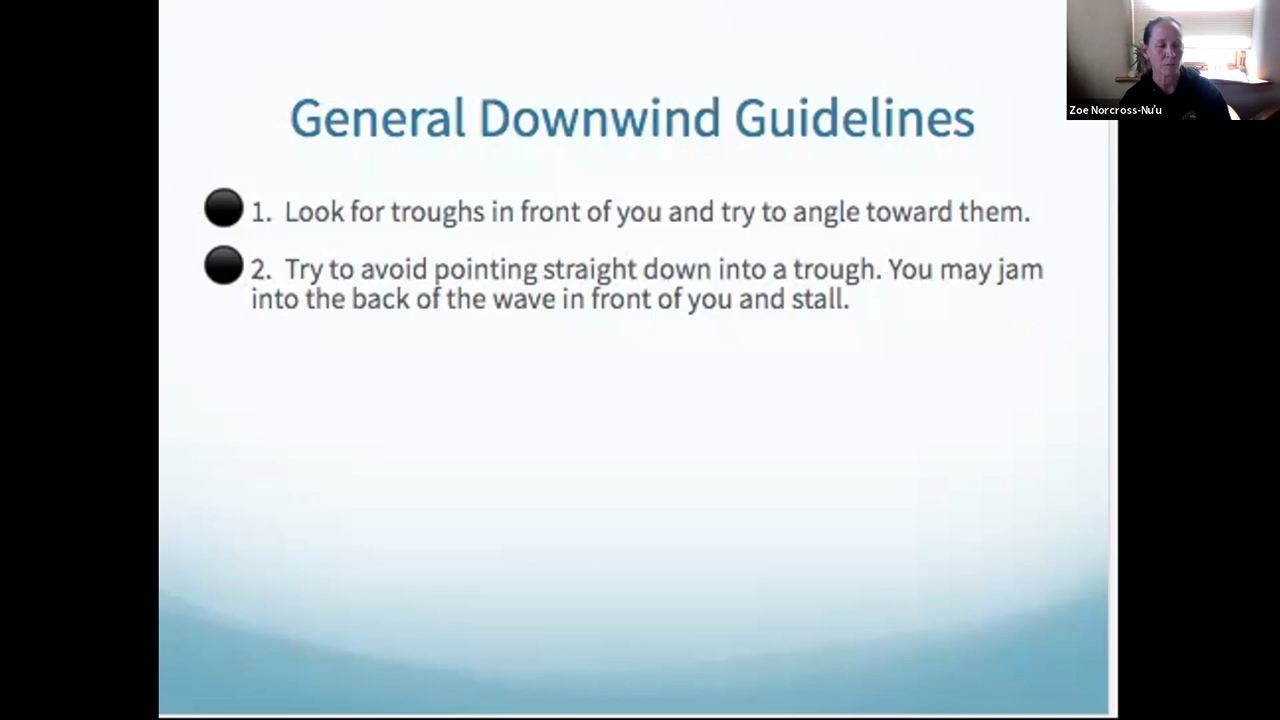 General Downwind Guidelines
1. Look for troughs in front of you and try to angle toward them.
2. Try to avoid pointing straight down into a trough. You may jam
into the back of the wave in front of you and stall.
Zoe Norcross-Nu'u